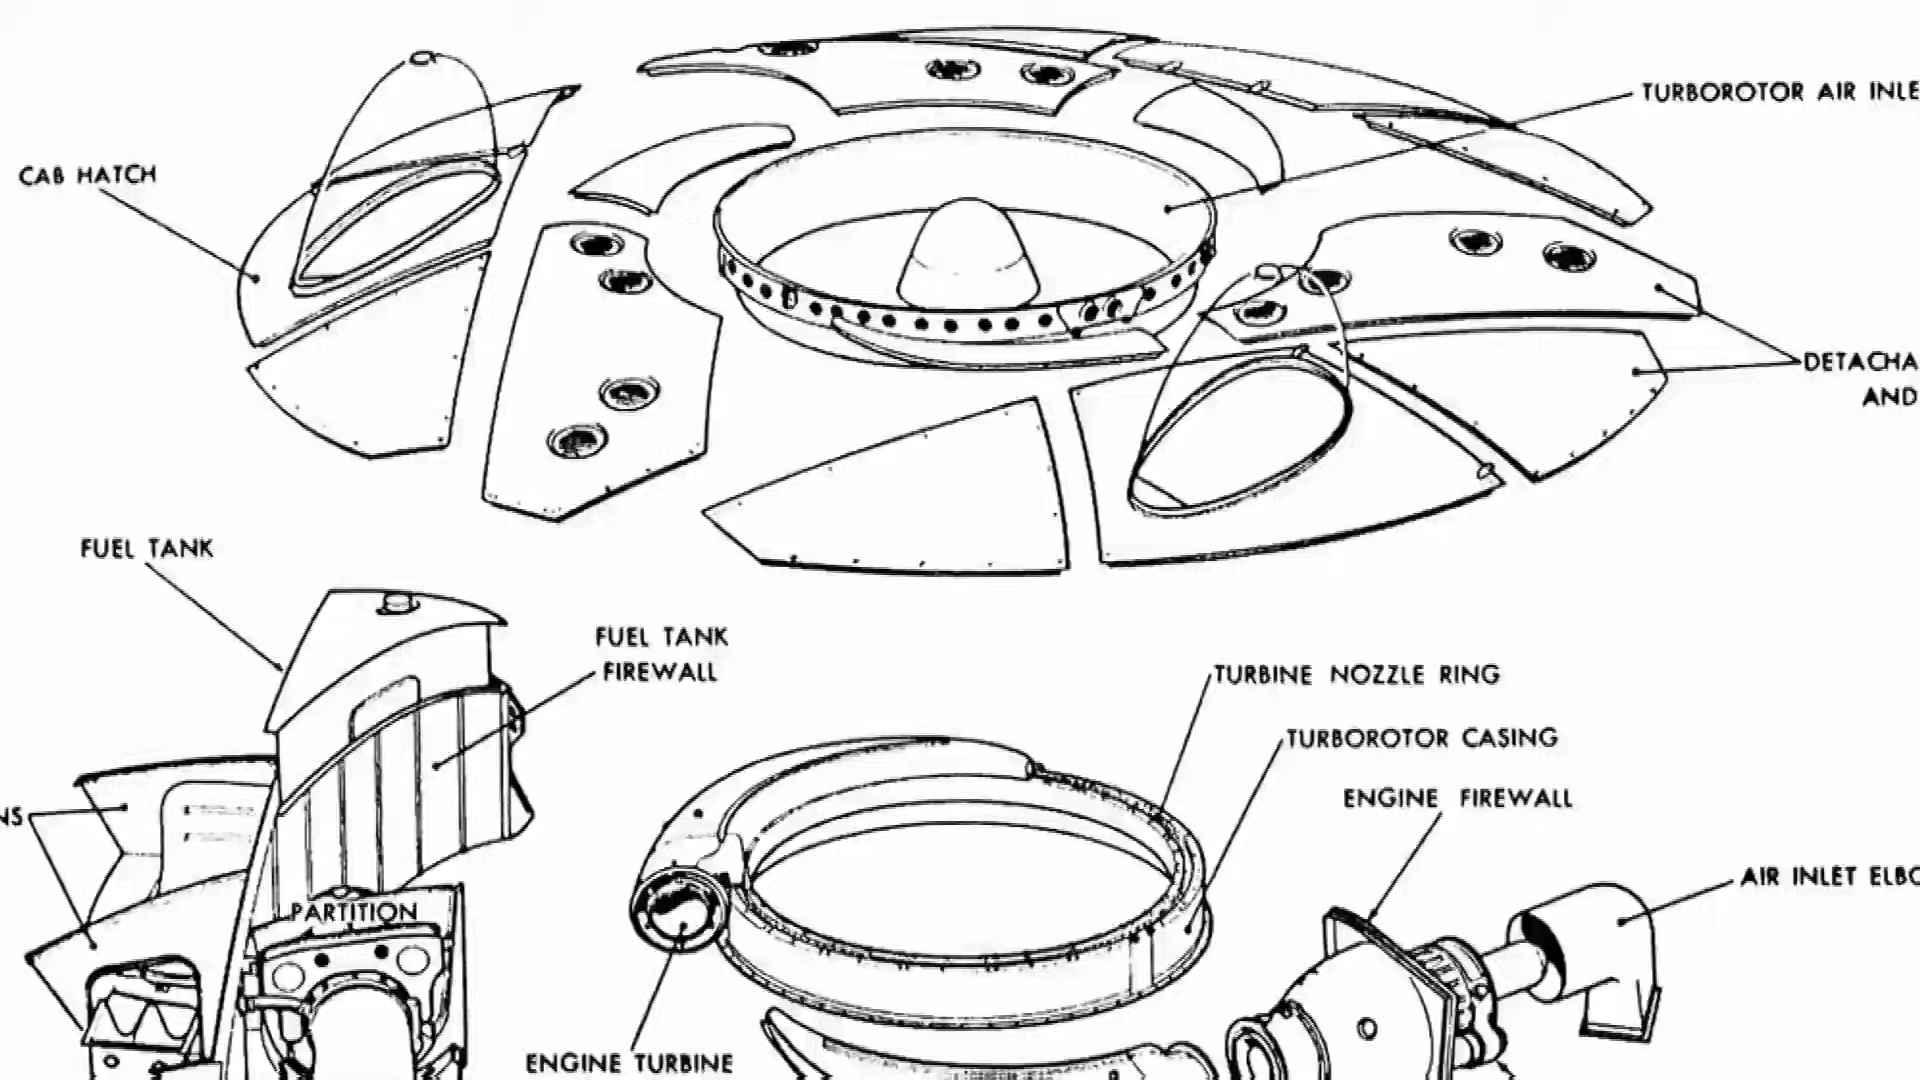 TURBOROTOR AIR INLE
CAB HATCH
DETACHA
AND
FUEL TANK
FUEL TANK
FIREWALL
TURBINE NOZZLE RING
TURBOROTOR CASING
ENGINE FIREWALL
NS
AIR INLET ELBO
PARTITION
ENGINE TURBINE